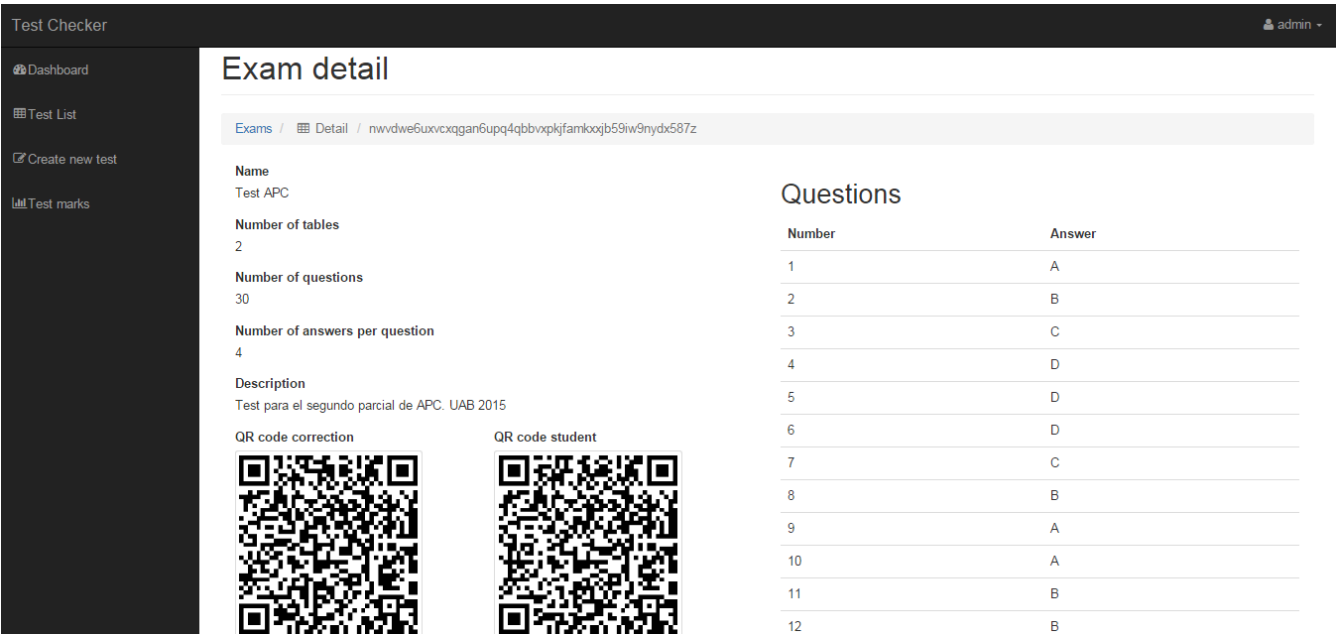 Test Checker
admin
Dashboard
Test List
Create new test
Test marks
Exam detail
Exams / Detail / nwvdwe6uxvcxqgan6upq4qbbvxpkjfamkxxjb59iw9nydx587z
Name
Test APC
Number of tables
2
Number of questions
30
Number of answers per question
4
Description
Test para el segundo parcial de APC. UAB 2015
QR code correction
QR code student
Questions
Number Answer
1 A
2 B
3 C
4 D
5 D
6 D
7 C
8 B
9 A
10 A
11 B
12 B